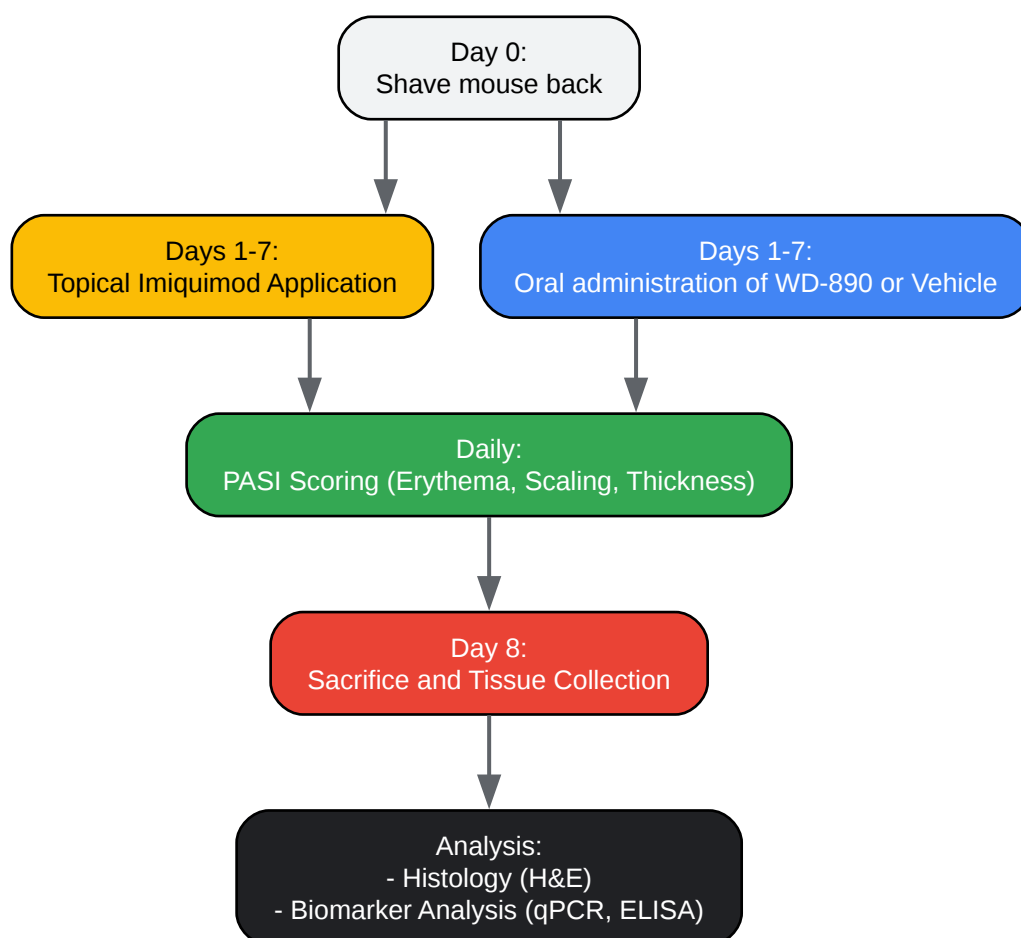 Day 0:
Shave mouse back
Days 1-7:
Topical Imiquimod Application
Days 1-7:
Oral administration of WD-890 or Vehicle
Daily:
PASI Scoring (Erythema, Scaling, Thickness)
Day 8:
Sacrifice and Tissue Collection
Analysis:
- Histology (H&E)
- Biomarker Analysis (qPCR, ELISA)